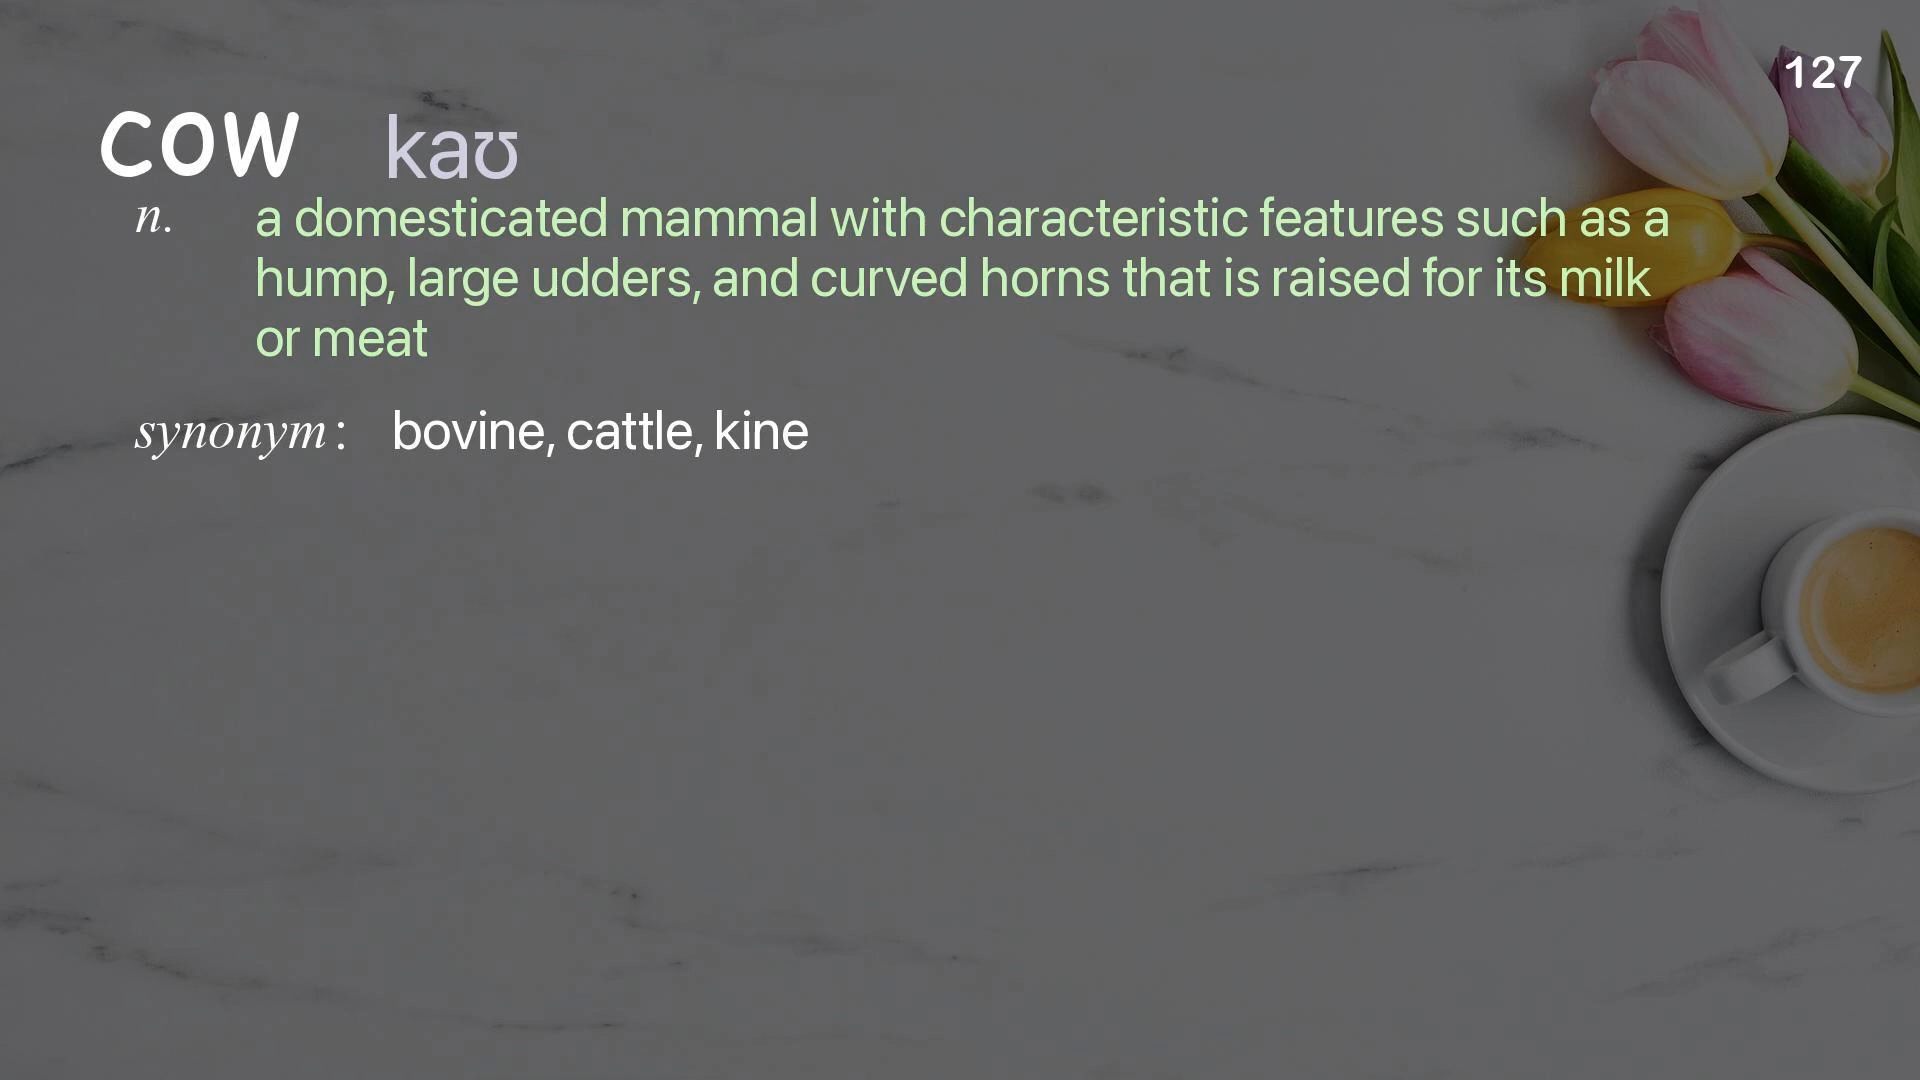 127
cow kaʊ
n. a domesticated mammal with characteristic features such as a
hump, large udders, and curved horns that is raised for its milk
or meat
synonym: bovine, cattle, kine